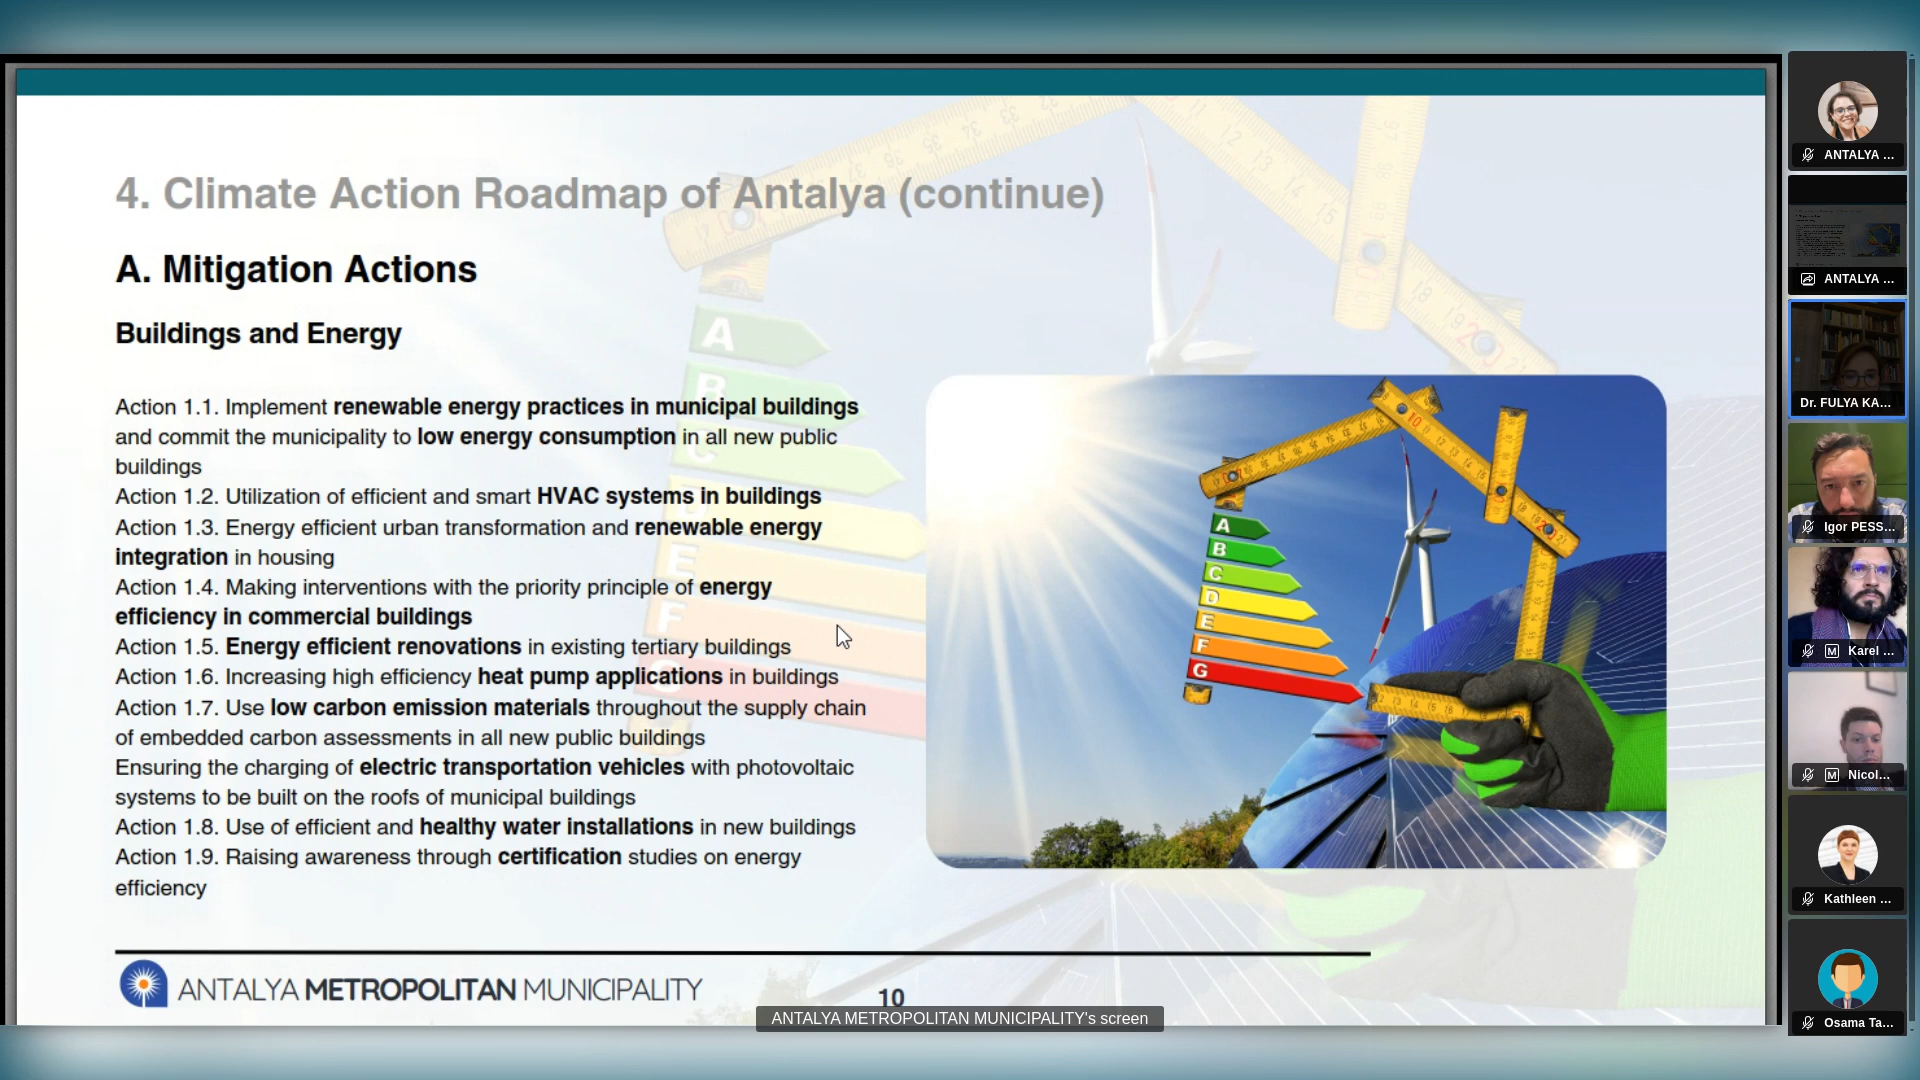 4. Climate Action Roadmap of Antalya (continue)
A. Mitigation Actions
Buildings and Energy
Action 1.1. Implement renewable energy practices in municipal buildings
and commit the municipality to low energy consumption in all new public
buildings
Action 1.2. Utilization of efficient and smart HVAC systems in buildings
Action 1.3. Energy efficient urban transformation and renewable energy
integration in housing
Action 1.4. Making interventions with the priority principle of energy
efficiency in commercial buildings
Action 1.5. Energy efficient renovations in existing tertiary buildings
Action 1.6. Increasing high efficiency heat pump applications in buildings
Action 1.7. Use low carbon emission materials throughout the supply chain
of embedded carbon assessments in all new public buildings
Ensuring the charging of electric transportation vehicles with photovoltaic
systems to be built on the roofs of municipal buildings
Action 1.8. Use of efficient and healthy water installations in new buildings
Action 1.9. Raising awareness through certification studies on energy
efficiency
A
B
C
D
E
F
G
ANTALYA METROPOLITAN MUNICIPALITY
10
ANTALYA METROPOLITAN MUNICIPALITY's screen
ANTALYA ...
ANTALYA ...
Dr. FULYA KA...
Igor PESS...
M Karel ...
M Nicol...
Kathleen ...
Osama Ta...